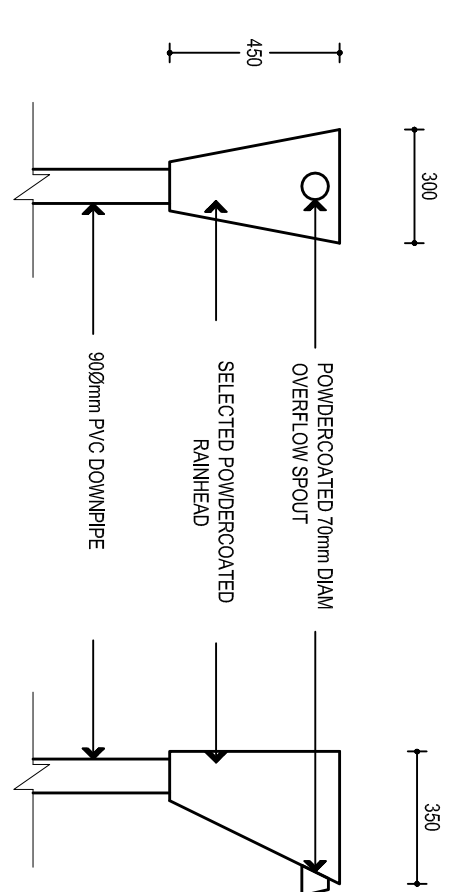 450
300
POWDERCOATED 70mm DIAM
OVERFLOW SPOUT
SELECTED POWDERCOATED
RAINHEAD
90Ømm PVC DOWNPIPE
350